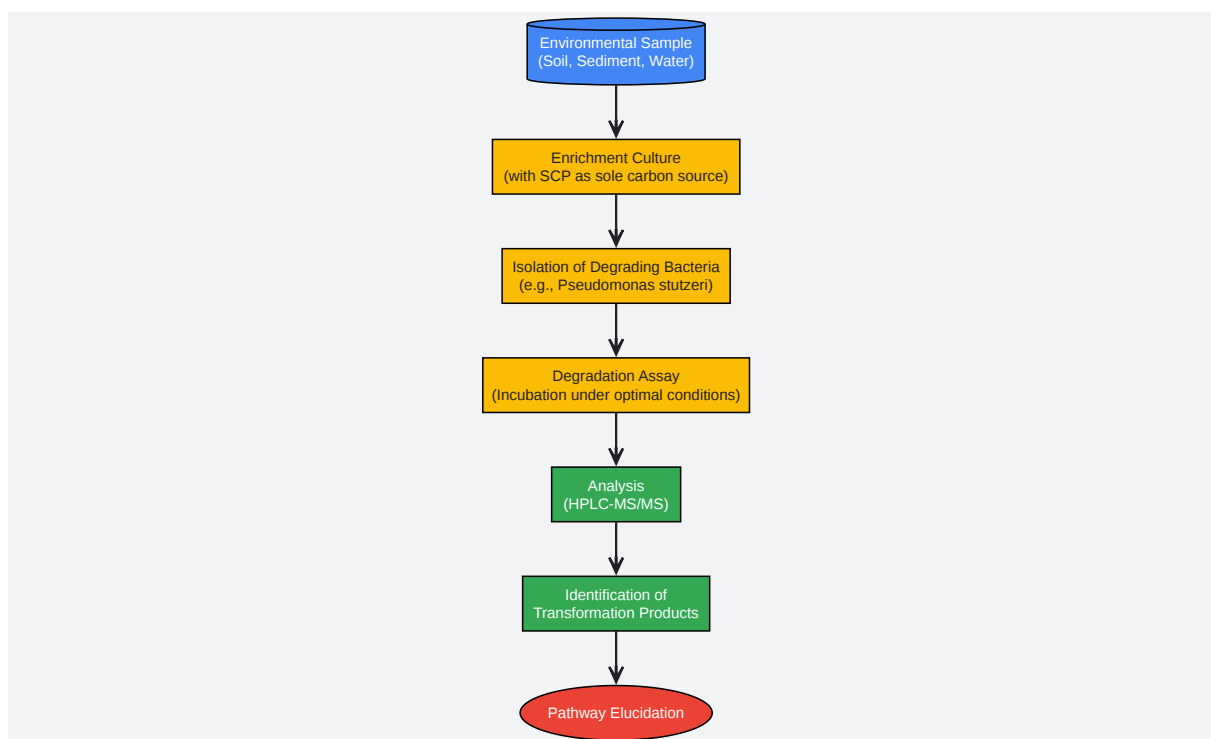 Environmental Sample
(Soil, Sediment, Water)
Enrichment Culture
(with SCP as sole carbon source)
Isolation of Degrading Bacteria
(e.g., Pseudomonas stutzeri)
Degradation Assay
(Incubation under optimal conditions)
Analysis
(HPLC-MS/MS)
Identification of
Transformation Products
Pathway Elucidation